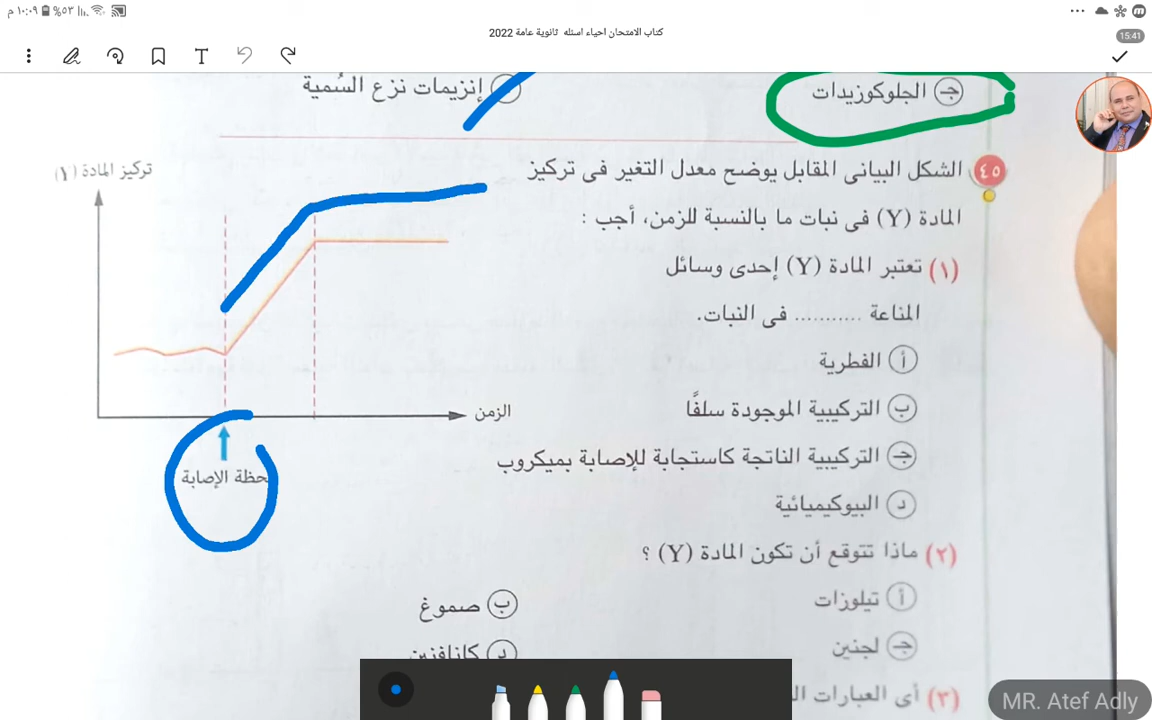 ١٠:٠٩ م ٥٣%
كتاب الامتحان احياء اسئله ثانوية عامة 2022
15:41
T
ج الجلوكوزيدات
إنزيمات نزع السُمية
٤٥ الشكل البيانى المقابل يوضح معدل التغير فى تركيز
المادة (Y) فى نبات ما بالنسبة للزمن، أجب :
(١) تعتبر المادة (Y) إحدى وسائل
المناعة ........... فى النبات.
أ الفطرية
ب التركيبية الموجودة سلفًا
ج التركيبية الناتجة كاستجابة للإصابة بميكروب
د البيوكيميائية
تركيز المادة (Y)
الزمن
لحظة الإصابة
(٢) ماذا تتوقع أن تكون المادة (Y) ؟
أ تيلوزات
ب صموغ
ج لجنين
د كانافنين
(٣) أى العبارات
MR. Atef Adly